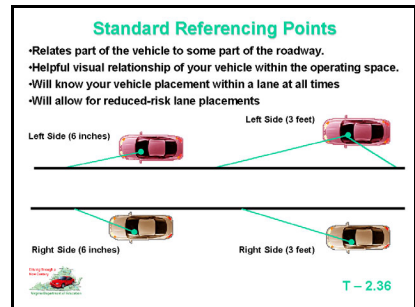 Standard Referencing Points
•Relates part of the vehicle to some part of the roadway.
•Helpful visual relationship of your vehicle within the operating space.
•Will know your vehicle placement within a lane at all times
•Will allow for reduced-risk lane placements
Left Side (6 inches)
Left Side (3 feet)
Right Side (6 inches)
Right Side (3 feet)
T – 2.36